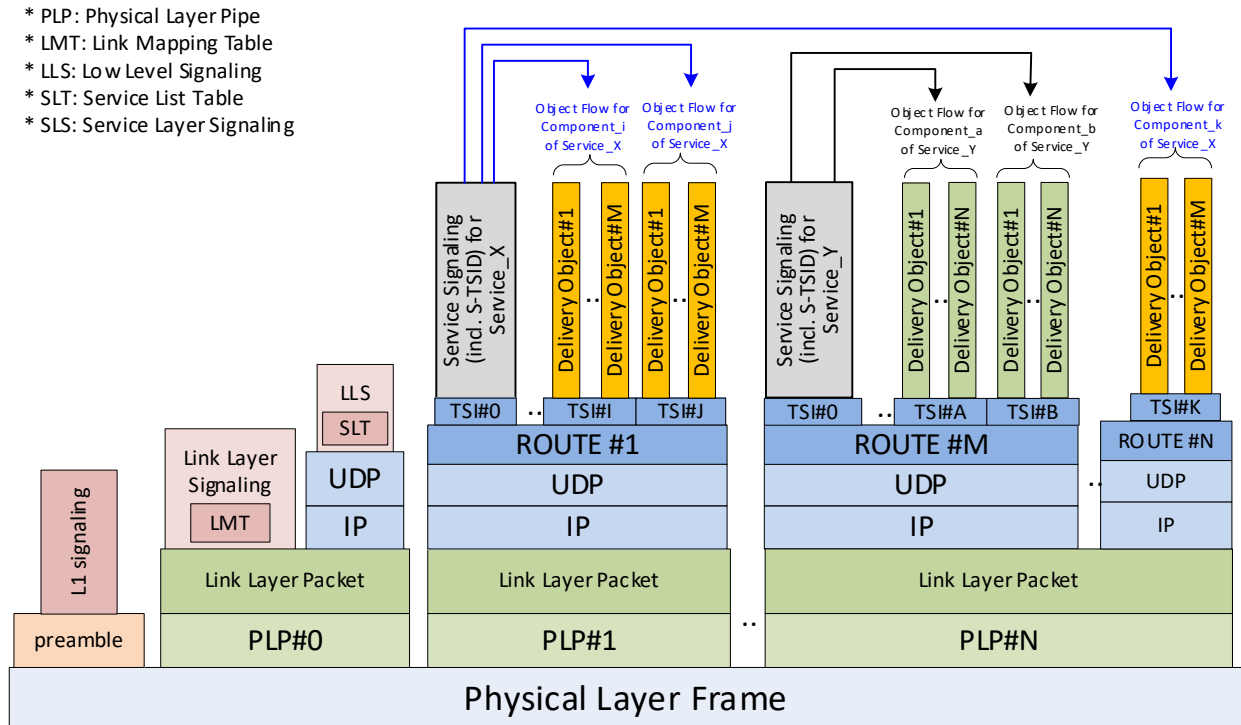 * PLP: Physical Layer Pipe
* LMT: Link Mapping Table
* LLS: Low Level Signaling
* SLT: Service List Table
* SLS: Service Layer Signaling
Object Flow for
Component_i
of Service_X
Object Flow for
Component_j
of Service_X
Object Flow for
Component_a
of Service_Y
Object Flow for
Component_b
of Service_Y
Object Flow for
Component_k
of Service_X
Service Signaling
(incl. S-TSID) for
Service_X
Delivery Object#1
..
Delivery Object#M
Delivery Object#1
..
Delivery Object#M
Service Signaling
(incl. S-TSID) for
Service_Y
Delivery Object#1
..
Delivery Object#N
Delivery Object#1
..
Delivery Object#N
Delivery Object#1
..
Delivery Object#M
LLS
SLT
TSI#0
..
TSI#I
TSI#J
TSI#0
..
TSI#A
TSI#B
TSI#K
ROUTE #1
ROUTE #M
ROUTE #N
Link Layer
Signaling
LMT
UDP
UDP
UDP
..
UDP
L1 signaling
IP
IP
IP
IP
Link Layer Packet
Link Layer Packet
Link Layer Packet
preamble
PLP#0
PLP#1
..
PLP#N
Physical Layer Frame